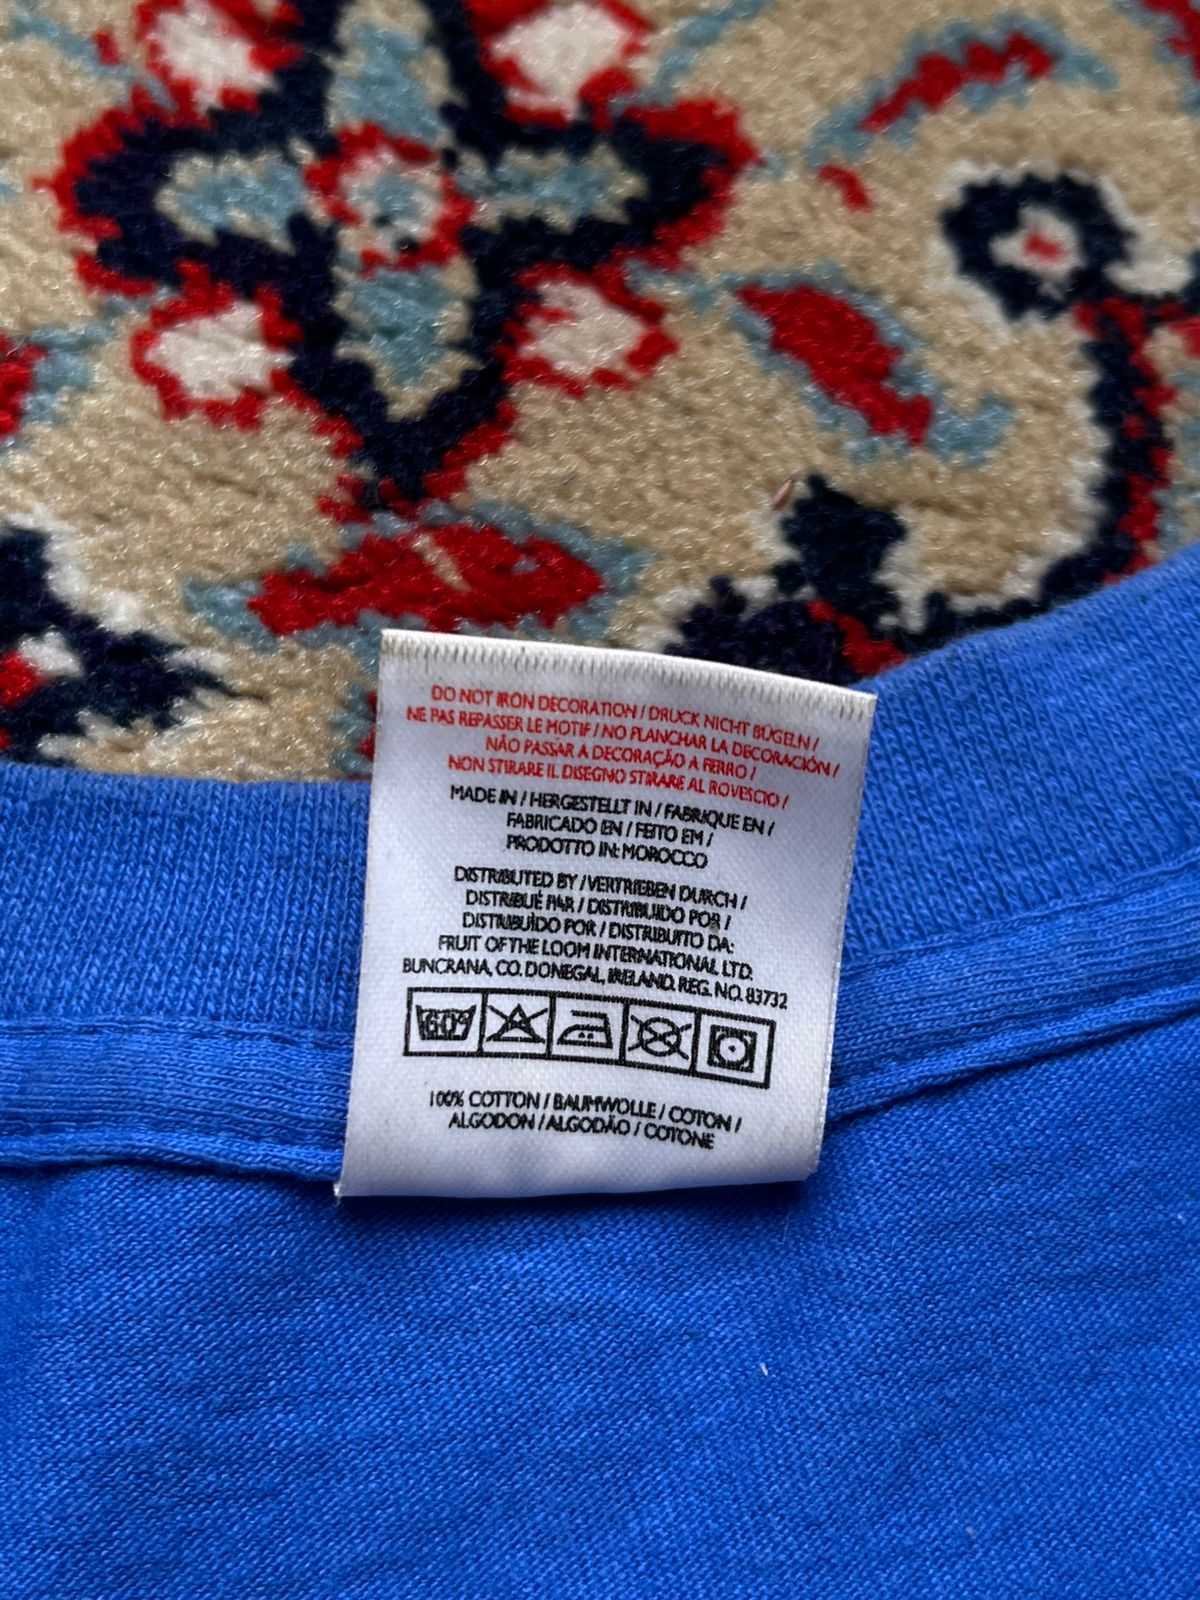 DO NOT IRON DECORATION / DRUCK NICHT BÜGELN /
NE PAS REPASSER LE MOTIF / NO PLANCHAR LA DECORACIÓN /
NÃO PASSAR A DECORAÇÃO A FERRO /
NON STIRARE IL DISEGNO STIRARE AL ROVESCIO /
MADE IN / HERGESTELLT IN / FABRIQUE EN /
FABRICADO EN / FEITO EM /
PRODOTTO IN: MOROCCO
DISTRIBUTED BY / VERTRIEBEN DURCH /
DISTRIBUÉ PAR / DISTRIBUIDO POR /
DISTRIBUÍDO POR / DISTRIBUITO DA:
FRUIT OF THE LOOM INTERNATIONAL LTD.
BUNCRANA, CO. DONEGAL, IRELAND. REG. NO. 83732
60°
100% COTTON / BAUMWOLLE / COTON /
ALGODON / ALGODÃO / COTONE